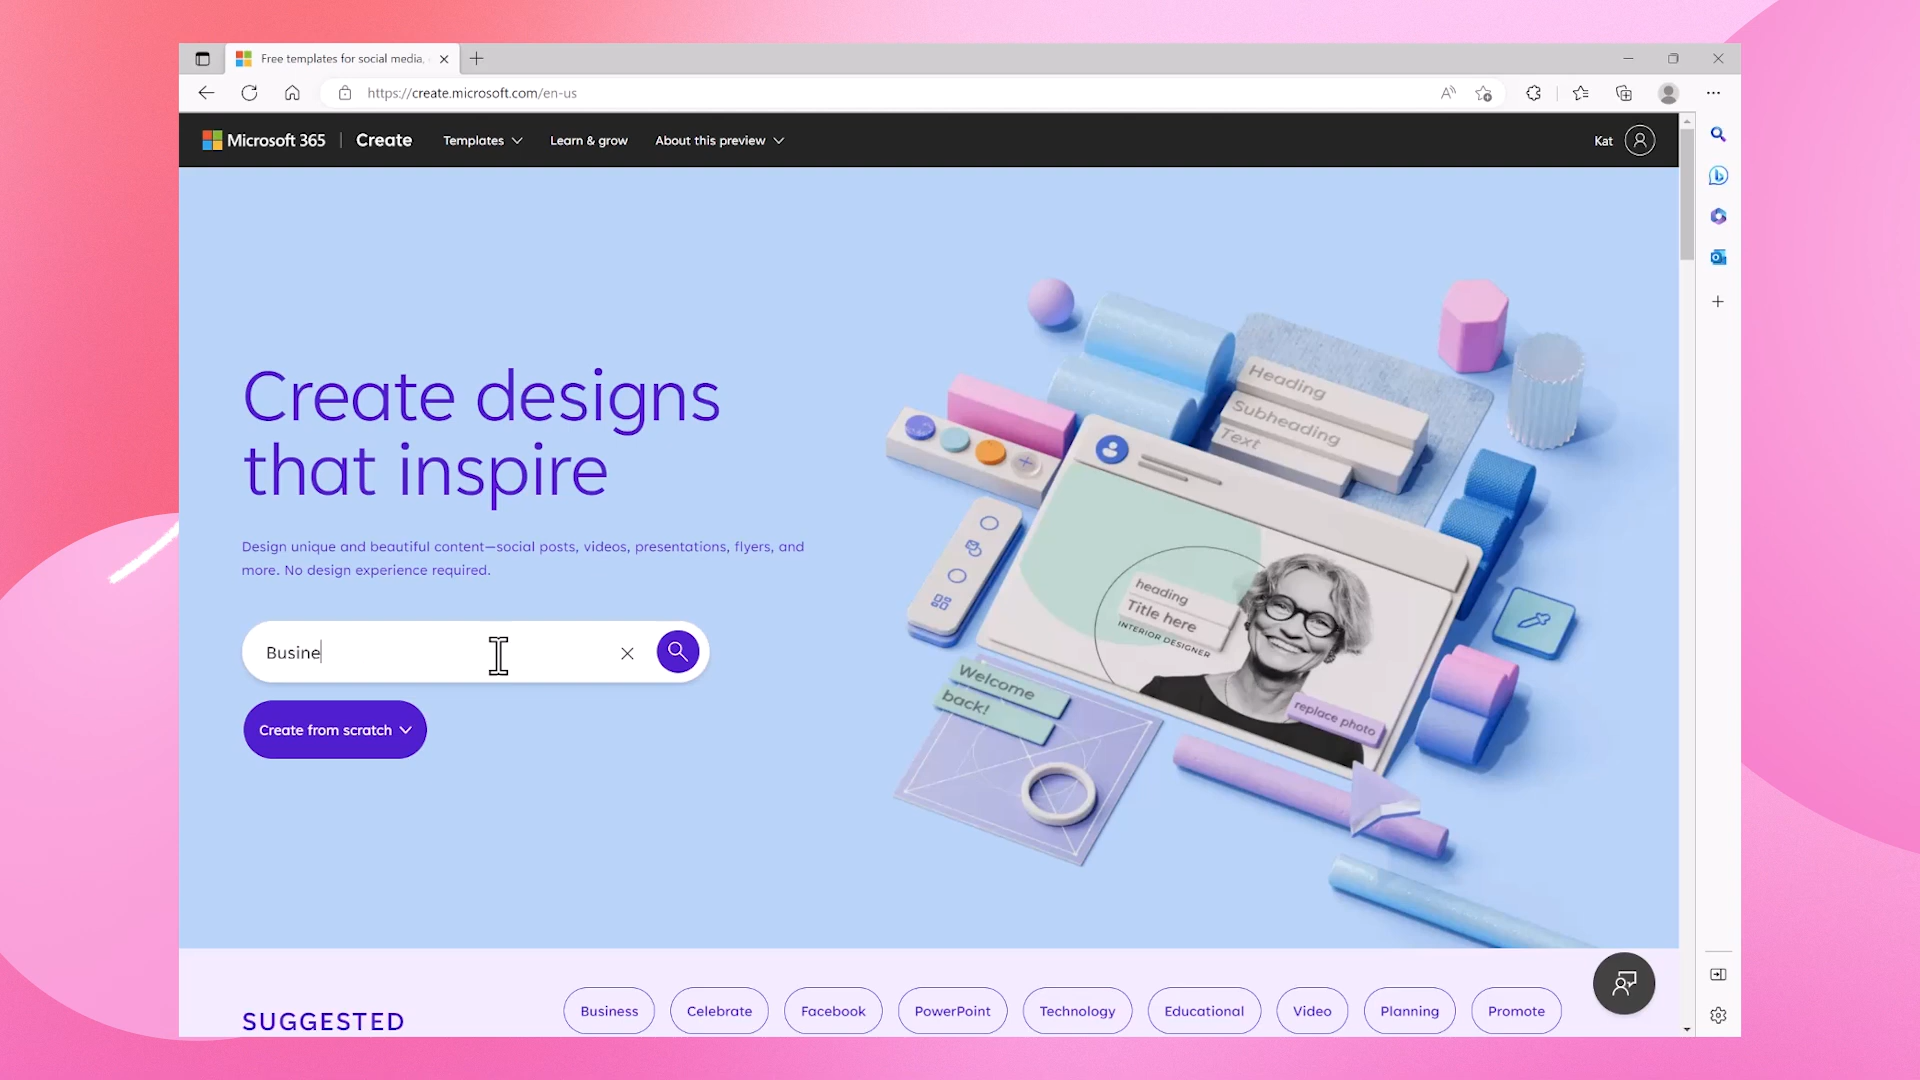 Free templates for social media,
https://create.microsoft.com/en-us
Microsoft 365 | Create
Templates
Learn & grow
About this preview
Kat
Create designs
that inspire
Design unique and beautiful content—social posts, videos, presentations, flyers, and
more. No design experience required.
Busine
Create from scratch
Heading
Subheading
Text
heading
Title here
INTERIOR DESIGNER
replace photo
Welcome
back!
SUGGESTED
Business
Celebrate
Facebook
PowerPoint
Technology
Educational
Video
Planning
Promote